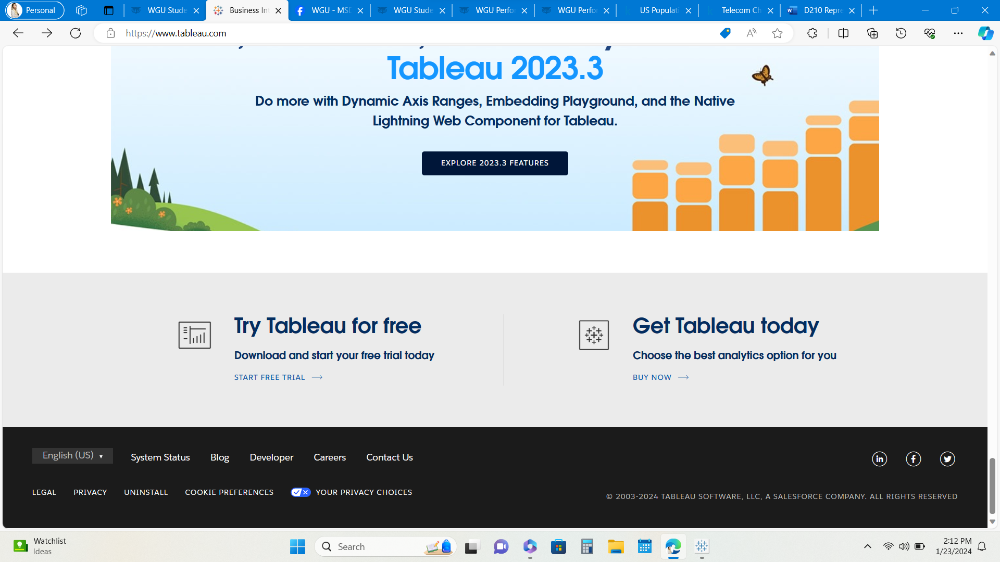 Personal
WGU Stude
Business Int
WGU - MSD
WGU Stude
WGU Perfo
WGU Perfo
US Populati
Telecom Ch
D210 Repre
https://www.tableau.com
Tableau 2023.3
Do more with Dynamic Axis Ranges, Embedding Playground, and the Native
Lightning Web Component for Tableau.
EXPLORE 2023.3 FEATURES
Try Tableau for free
Download and start your free trial today
START FREE TRIAL
Get Tableau today
Choose the best analytics option for you
BUY NOW
English (US)
System Status
Blog
Developer
Careers
Contact Us
LEGAL
PRIVACY
UNINSTALL
COOKIE PREFERENCES
YOUR PRIVACY CHOICES
© 2003-2024 TABLEAU SOFTWARE, LLC, A SALESFORCE COMPANY. ALL RIGHTS RESERVED
Watchlist
Ideas
Search
2:12 PM
1/23/2024